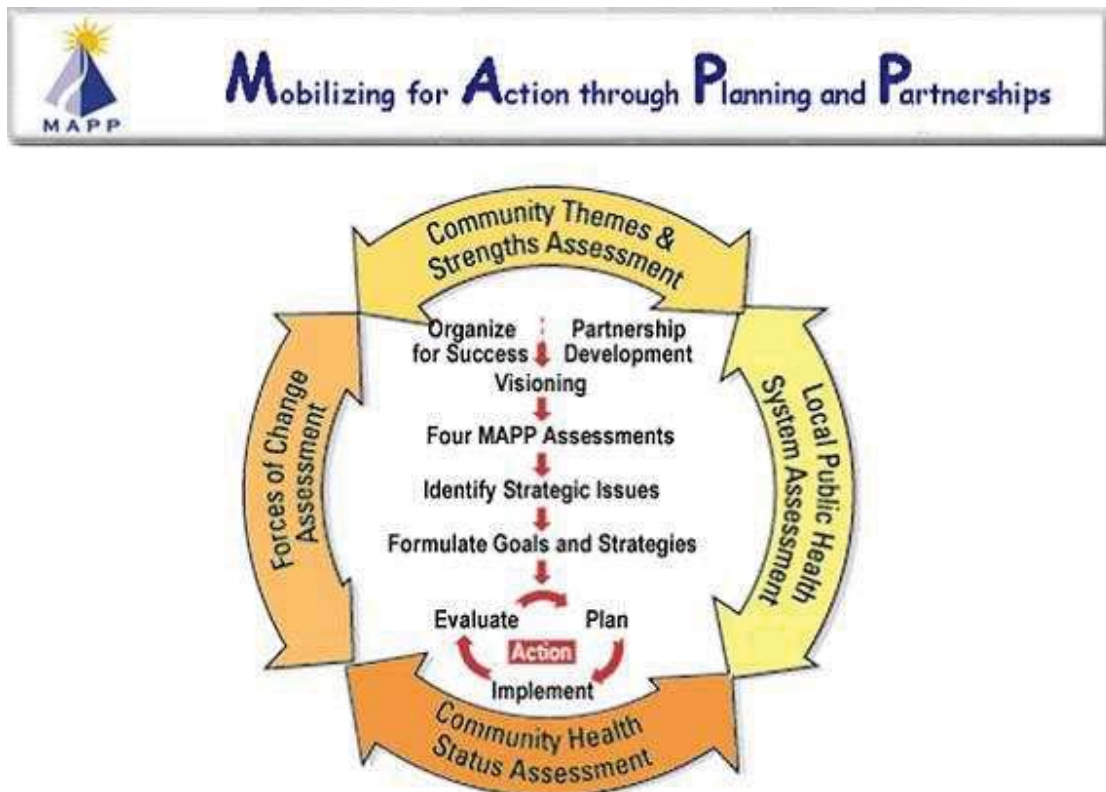 MAPP
Mobilizing for Action through Planning and Partnerships
Community Themes &
Strengths Assessment
Organize
for Success
Partnership
Development
Visioning
Four MAPP Assessments
Identify Strategic Issues
Formulate Goals and Strategies
Evaluate
Plan
Action
Implement
Forces of Change
Assessment
Local Public Health
System Assessment
Community Health
Status Assessment